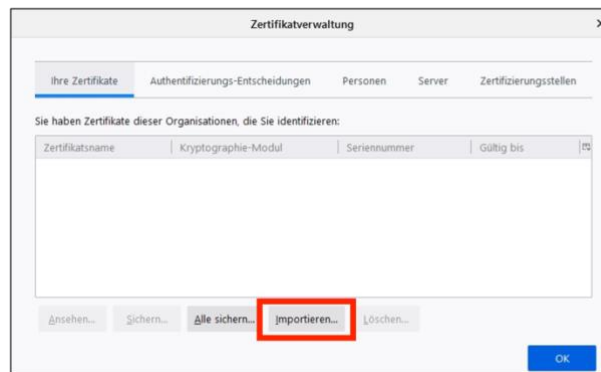 Zertifikatverwaltung
Ihre Zertifikate Authentifizierungs-Entscheidungen Personen Server Zertifizierungsstellen
Sie haben Zertifikate dieser Organisationen, die Sie identifizieren:
Zertifikatsname Kryptographie-Modul Seriennummer Gültig bis
Ansehen... Sichern... Alle sichern... Importieren... Löschen...
OK